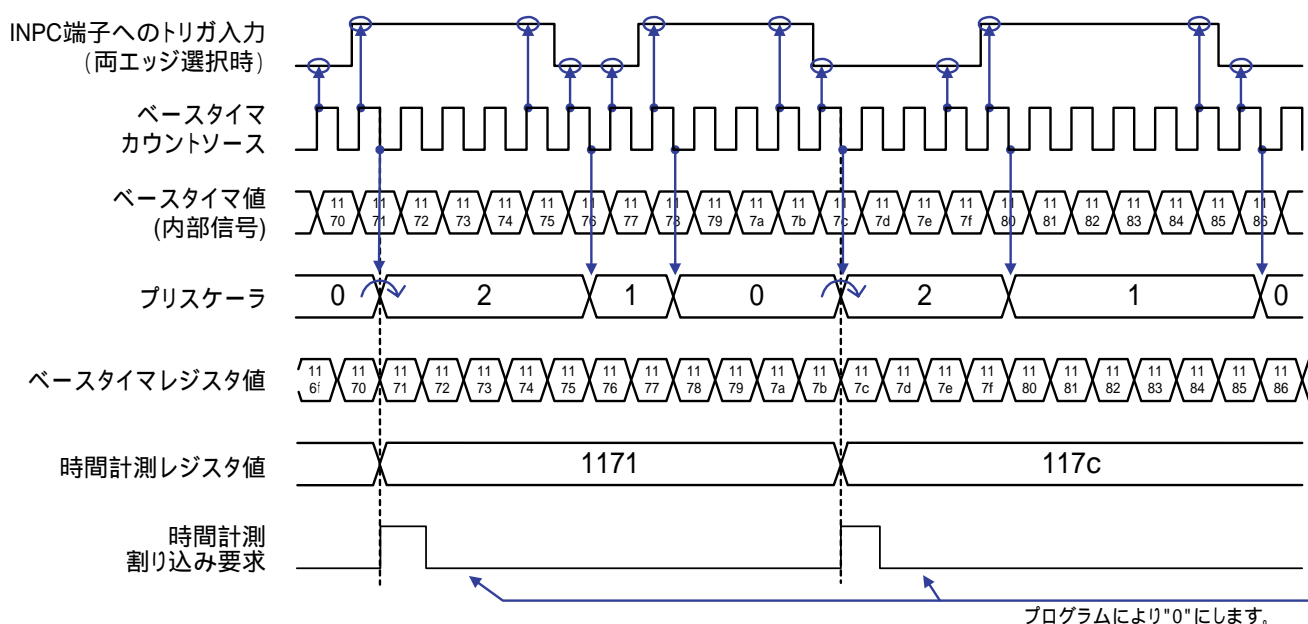 INPC端子へのトリガ入力
(両エッジ選択時)
ベースタイマ
カウントソース
ベースタイマ値
(内部信号)
11 70 11 71 11 72 11 73 11 74 11 75 11 76 11 77 11 78 11 79 11 7a 11 7b 11 7c 11 7d 11 7e 11 7f 11 80 11 81 11 82 11 83 11 84 11 85 11 86
プリスケーラ
0 2 1 0 2 1 0
ベースタイマレジスタ値
11 6f 11 70 11 71 11 72 11 73 11 74 11 75 11 76 11 77 11 78 11 79 11 7a 11 7b 11 7c 11 7d 11 7e 11 7f 11 80 11 81 11 82 11 83 11 84 11 85 11 86
時間計測レジスタ値
1171 117c
時間計測
割り込み要求
プログラムにより"0"にします。